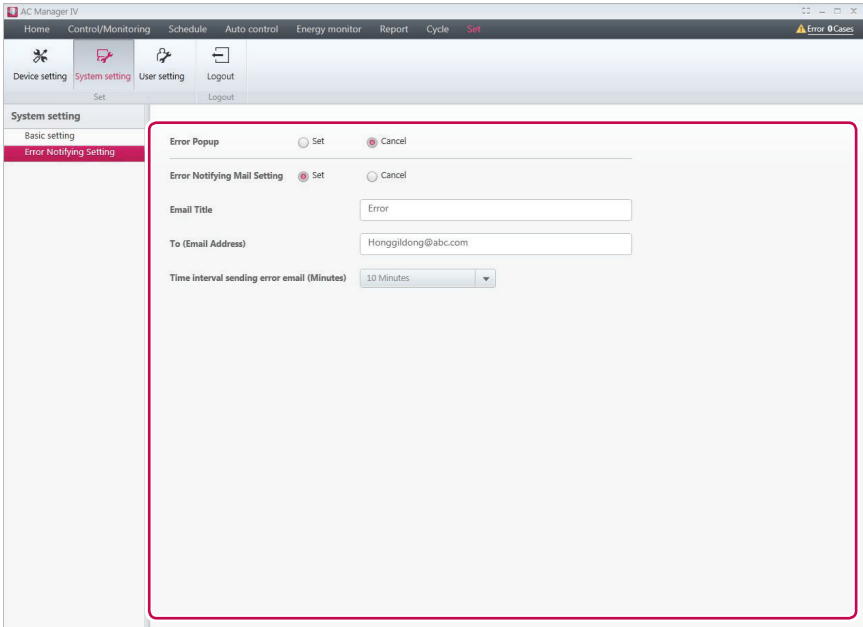 AC Manager IV
Home Control/Monitoring Schedule Auto control Energy monitor Report Cycle Set Error 0 Cases
Device setting System setting User setting Logout
Set Logout
System setting
Basic setting
Error Notifying Setting
Error Popup Set Cancel
Error Notifying Mail Setting Set Cancel
Email Title Error
To (Email Address) Honggildong@abc.com
Time interval sending error email (Minutes) 10 Minutes